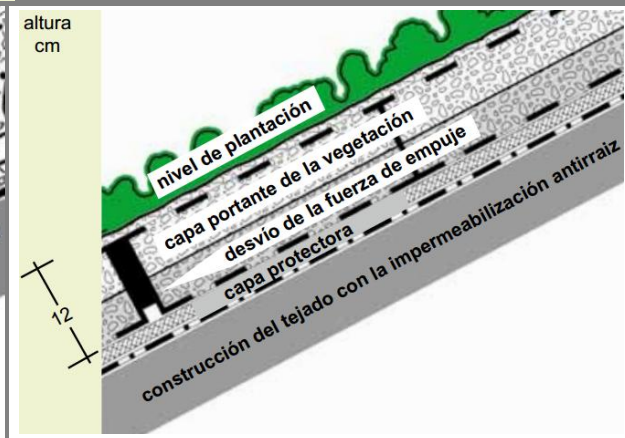 altura
cm
nivel de plantación
capa portante de la vegetación
desvío de la fuerza de empuje
capa protectora
construcción del tejado con la impermeabilización antirraiz
12